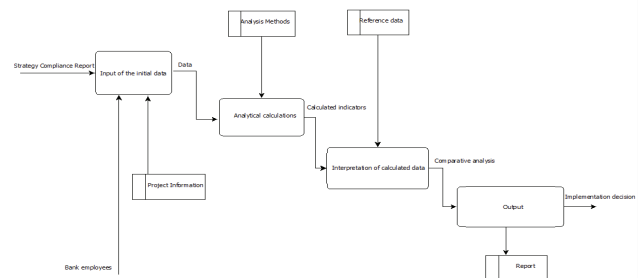 Analysis Methods
Reference data
Strategy Compliance Report
Input of the initial data
Data
Analytical calculations
Calculated indicators
Project Information
Interpretation of calculated data
Comparative analysis
Output
Implementation decision
Bank employees
Report